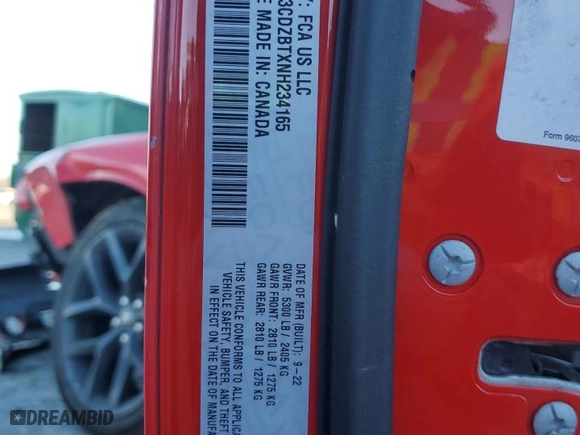 Y: FCA US LLC
3CDZBTXNH234165
E MADE IN: CANADA
DATE OF MFR (BUILT): 9-22
GVWR: 5300 LB / 2405 KG
GAWR FRONT: 2810 LB / 1275 KG
GAWR REAR: 2810 LB / 1275 KG
THIS VEHICLE CONFORMS TO ALL APPLICA
VEHICLE SAFETY, BUMPER, AND THEFT
IN EFFECT ON THE DATE OF MANUFA
Form 9607
DREAMBID